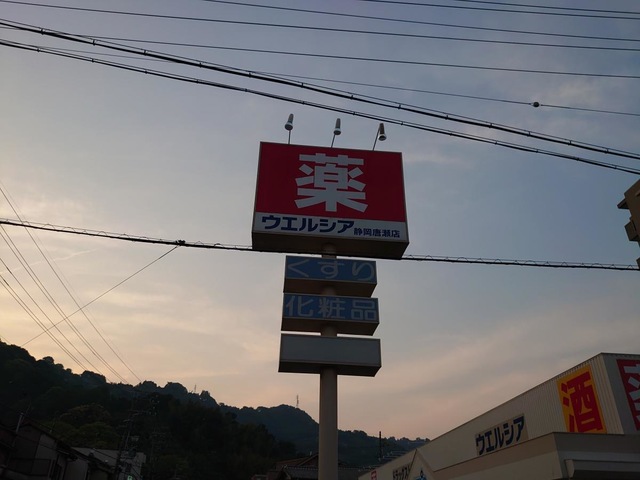 薬
ウエルシア 静岡唐瀬店
くすり
化粧品
ウエルシア
酒